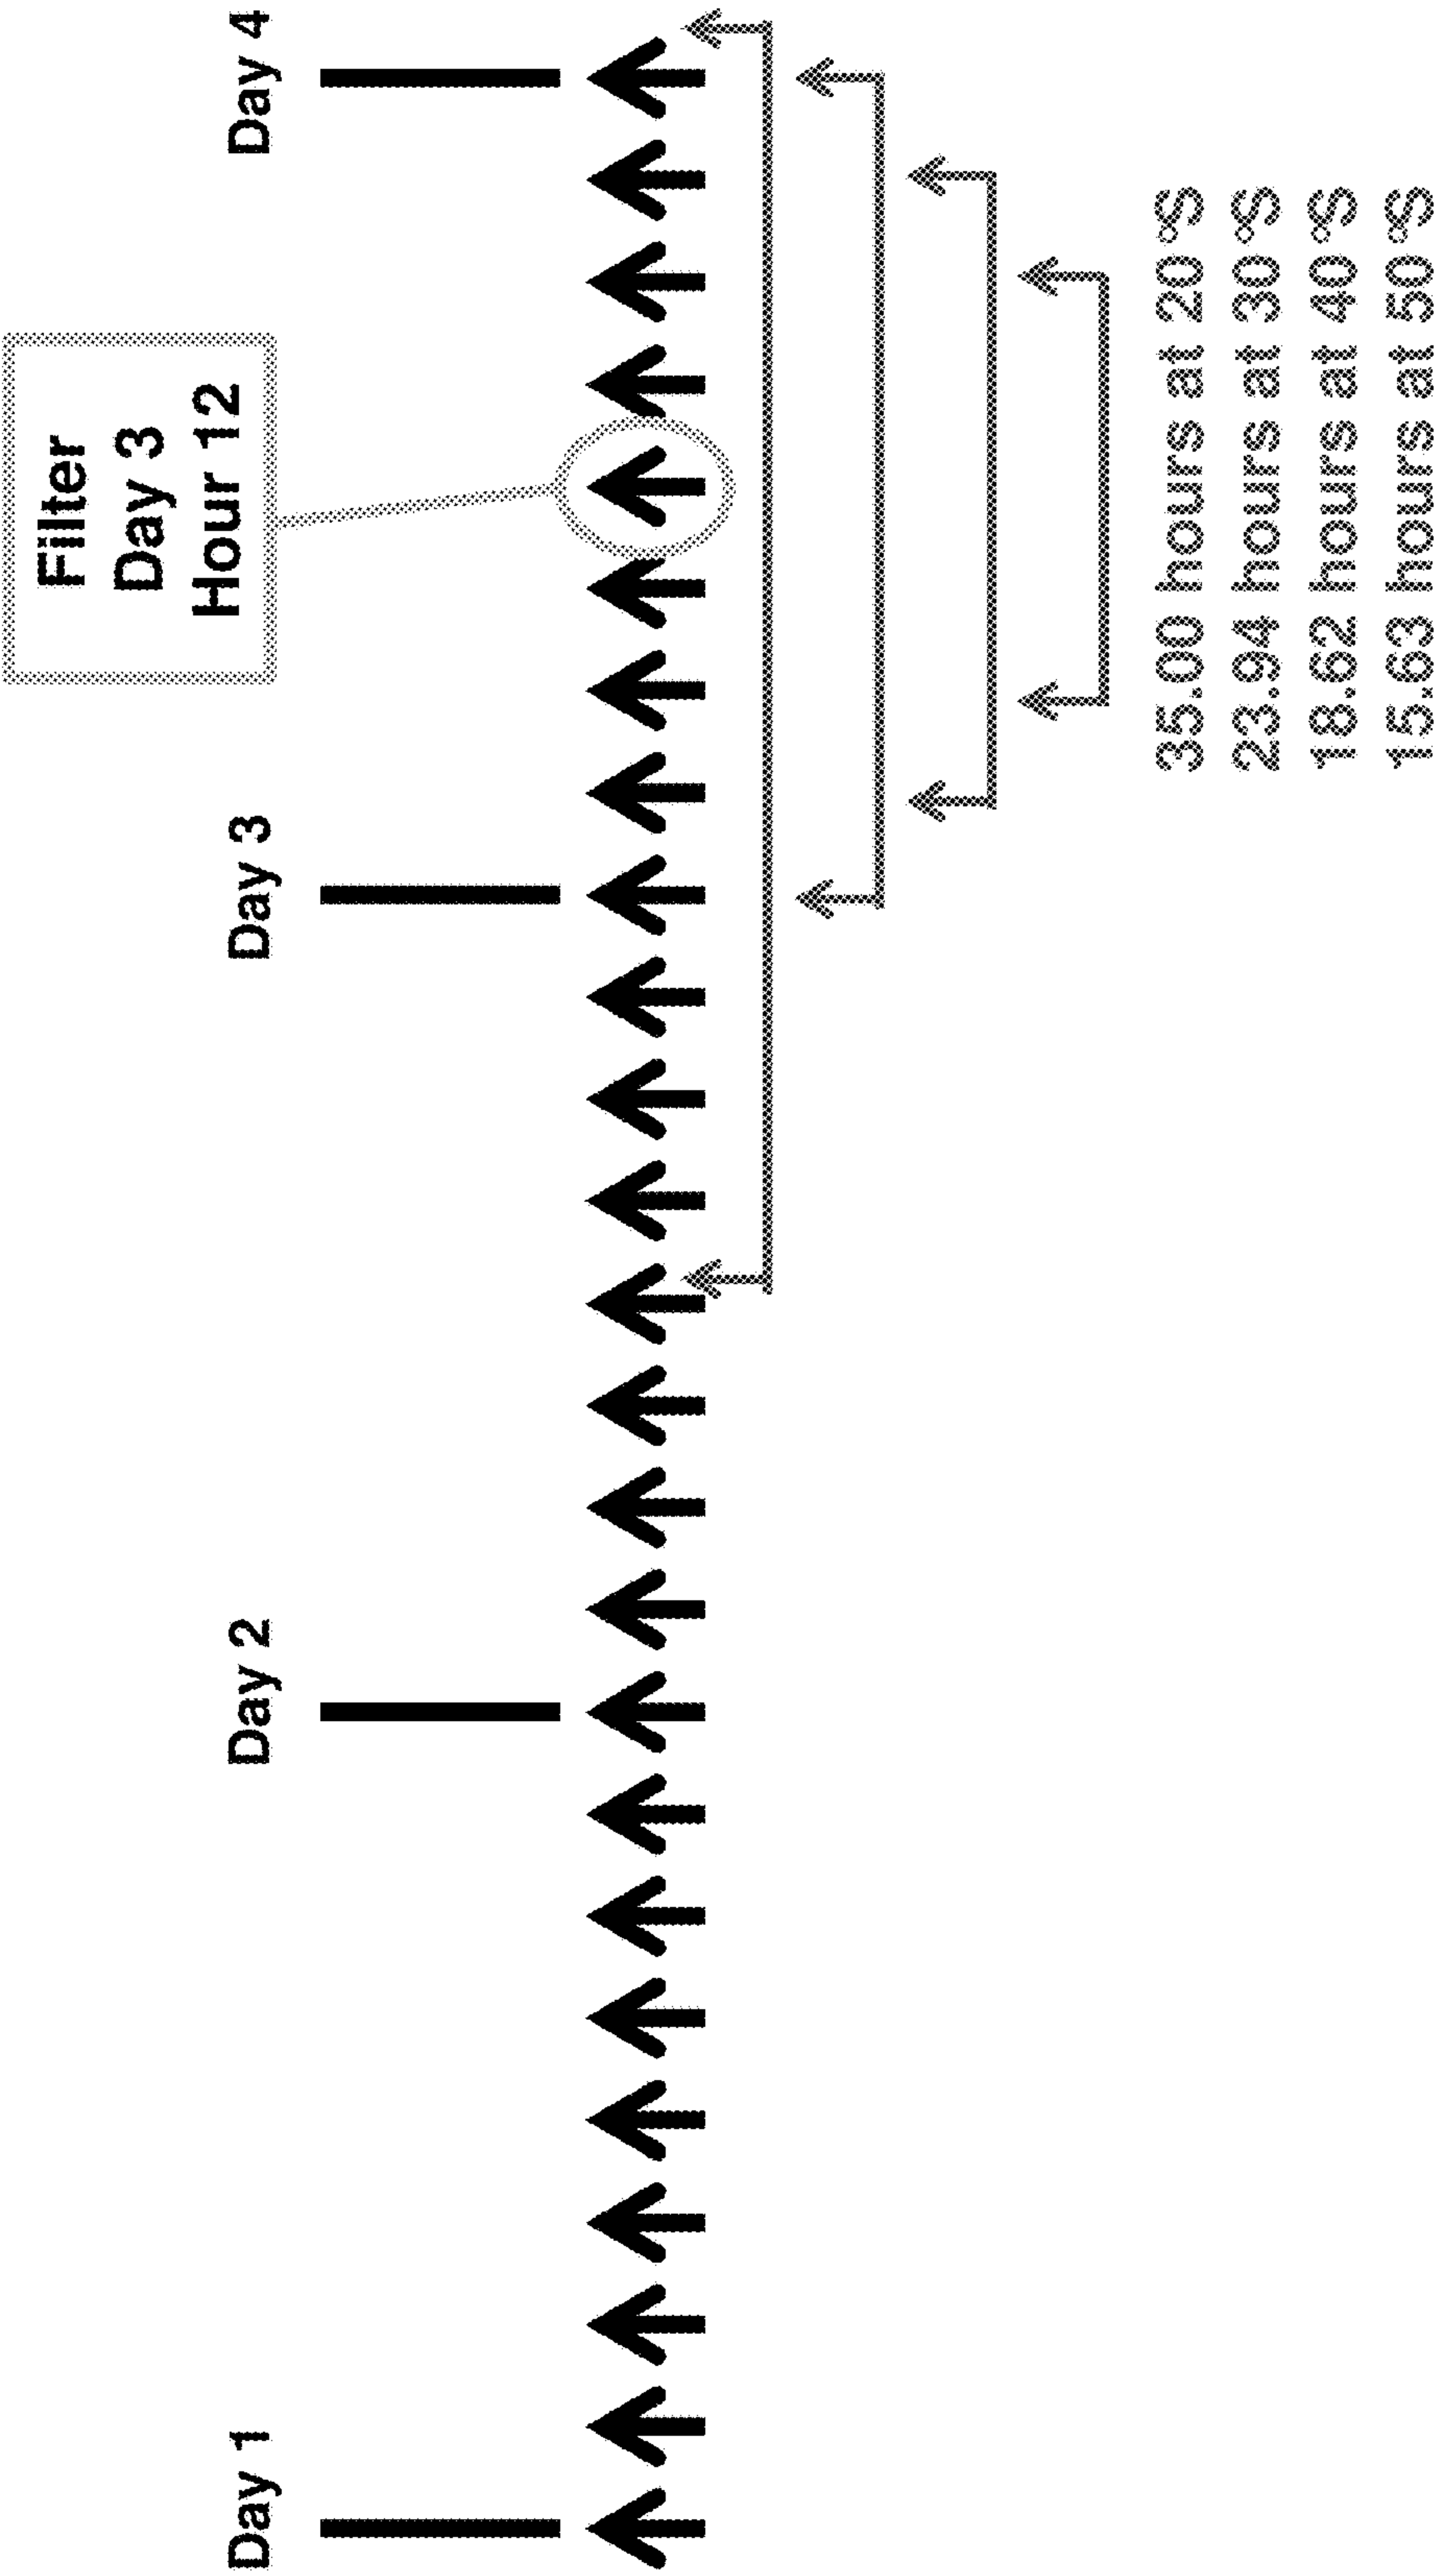 Filter
Day 3
Hour 12
Day 1
Day 2
Day 3
Day 4
35.00 hours at 20°S
23.94 hours at 30°S
18.62 hours at 40°S
15.63 hours at 50°S